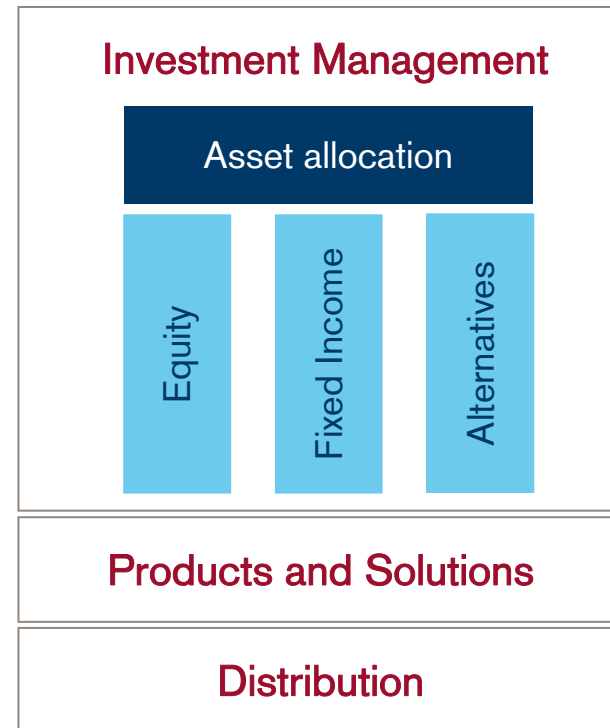 Investment Management
Asset allocation
Equity
Fixed Income
Alternatives
Products and Solutions
Distribution